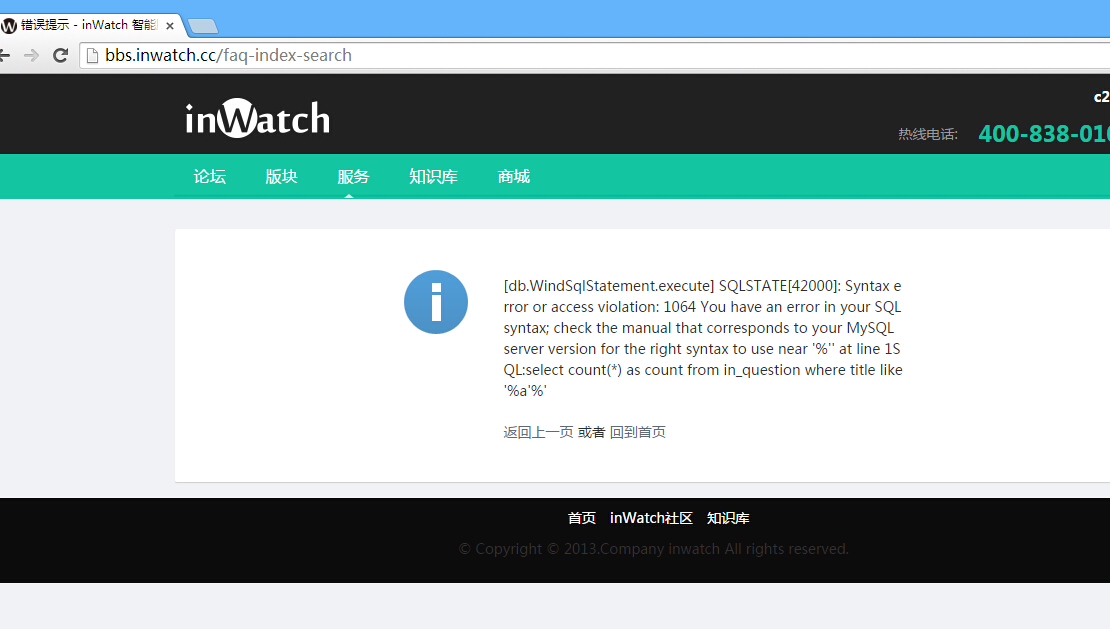 错误提示 - inWatch 智能
bbs.inwatch.cc/faq-index-search
inWatch
c2
热线电话: 400-838-01
论坛 版块 服务 知识库 商城
[db.WindSqlStatement.execute] SQLSTATE[42000]: Syntax e
rror or access violation: 1064 You have an error in your SQL
syntax; check the manual that corresponds to your MySQL
server version for the right syntax to use near '%'' at line 1S
QL:select count(*) as count from in_question where title like
'%a'%'
返回上一页 或者 回到首页
首页 inWatch社区 知识库
© Copyright © 2013.Company inwatch All rights reserved.